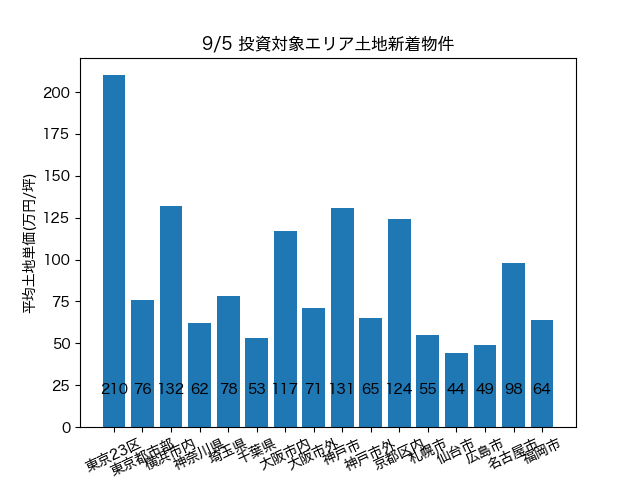 9/5 投資対象エリア土地新着物件
平均土地単価(万円/坪)
200
175
150
125
100
75
50
25
0
210 76 132 62 78 53 117 71 131 65 124 55 44 49 98 64
東京23区
東京都市部
横浜市内
神奈川県
埼玉県
千葉県
大阪市内
大阪市外
神戸市
神戸市外
京都区内
札幌市
仙台市
広島市
名古屋市
福岡市